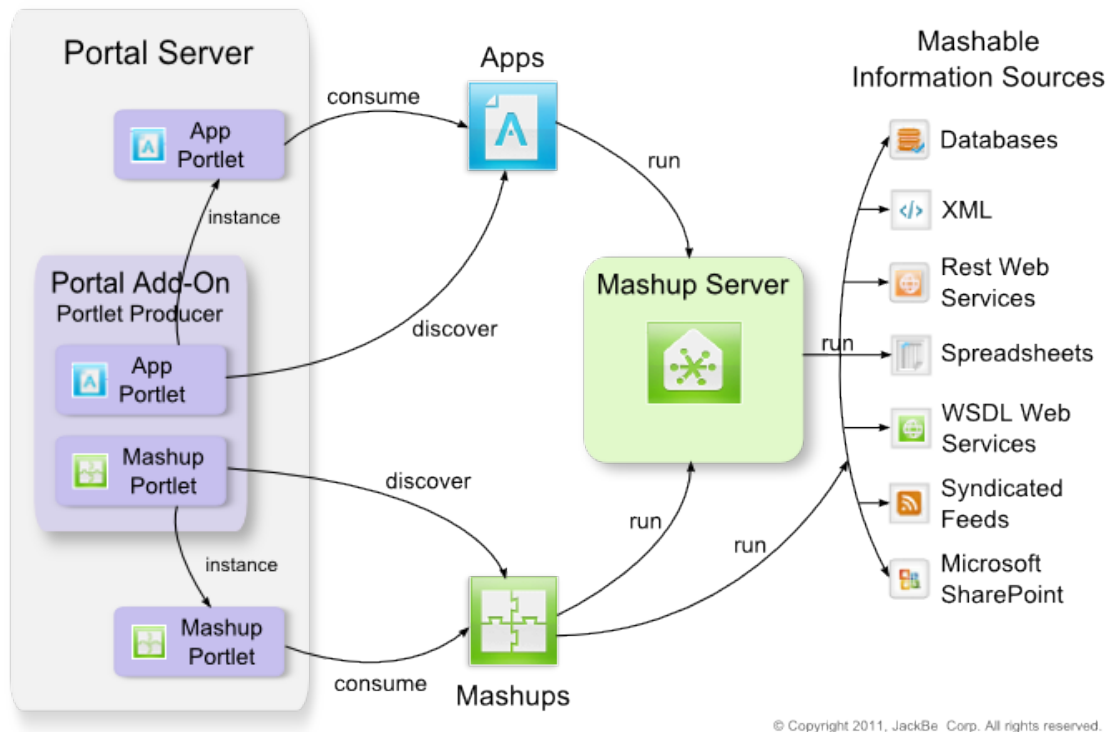 Portal Server
App
Portlet
instance
Portal Add-On
Portlet Producer
App
Portlet
Mashup
Portlet
instance
Mashup
Portlet
consume
Apps
discover
run
Mashup Server
discover
run
run
run
consume
Mashups
Mashable
Information Sources
Databases
XML
Rest Web
Services
Spreadsheets
WSDL Web
Services
Syndicated
Feeds
Microsoft
SharePoint
© Copyright 2011, JackBe Corp. All rights reserved.